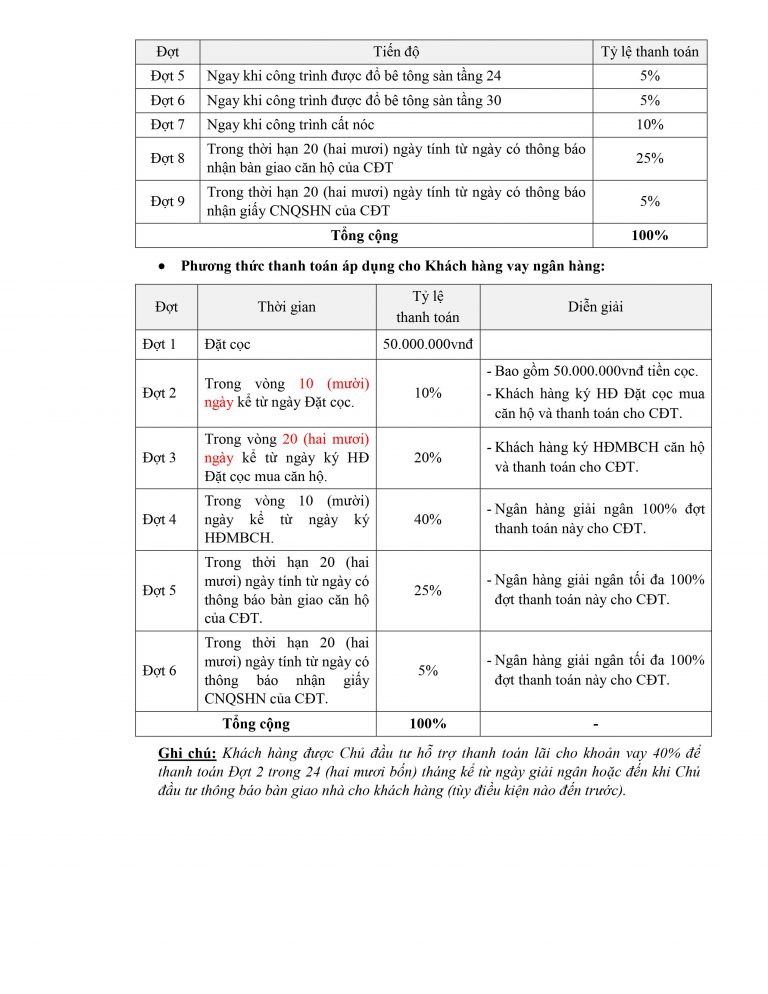 Đợt Tiến độ Tỷ lệ thanh toán
Đợt 5 Ngay khi công trình được đổ bê tông sàn tầng 24 5%
Đợt 6 Ngay khi công trình được đổ bê tông sàn tầng 30 5%
Đợt 7 Ngay khi công trình cất nóc 10%
Đợt 8 Trong thời hạn 20 (hai mươi) ngày tính từ ngày có thông báo
nhận bàn giao căn hộ của CĐT 25%
Đợt 9 Trong thời hạn 20 (hai mươi) ngày tính từ ngày có thông báo
nhận giấy CNQSHN của CĐT 5%
Tổng cộng 100%
• Phương thức thanh toán áp dụng cho Khách hàng vay ngân hàng:
Đợt Thời gian Tỷ lệ
thanh toán Diễn giải
Đợt 1 Đặt cọc 50.000.000vnđ
Đợt 2
Trong vòng 10 (mười)
ngày kể từ ngày Đặt cọc.
10%
- Bao gồm 50.000.000vnđ tiền cọc.
- Khách hàng ký HĐ Đặt cọc mua
căn hộ và thanh toán cho CĐT.
Đợt 3
Trong vòng 20 (hai mươi)
ngày kể từ ngày ký HĐ
Đặt cọc mua căn hộ.
20%
- Khách hàng ký HĐMBCH căn hộ
và thanh toán cho CĐT.
Đợt 4
Trong vòng 10 (mười)
ngày kể từ ngày ký
HĐMBCH.
40%
- Ngân hàng giải ngân 100% đợt
thanh toán này cho CĐT.
Đợt 5
Trong thời hạn 20 (hai
mươi) ngày tính từ ngày có
thông báo bàn giao căn hộ
của CĐT.
25%
- Ngân hàng giải ngân tối đa 100%
đợt thanh toán này cho CĐT.
Đợt 6
Trong thời hạn 20 (hai
mươi) ngày tính từ ngày có
thông báo nhận giấy
CNQSHN của CĐT.
5%
- Ngân hàng giải ngân tối đa 100%
đợt thanh toán này cho CĐT.
Tổng cộng 100% -
Ghi chú: Khách hàng được Chủ đầu tư hỗ trợ thanh toán lãi cho khoản vay 40% để
thanh toán Đợt 2 trong 24 (hai mươi bốn) tháng kể từ ngày giải ngân hoặc đến khi Chủ
đầu tư thông báo bàn giao nhà cho khách hàng (tùy điều kiện nào đến trước).